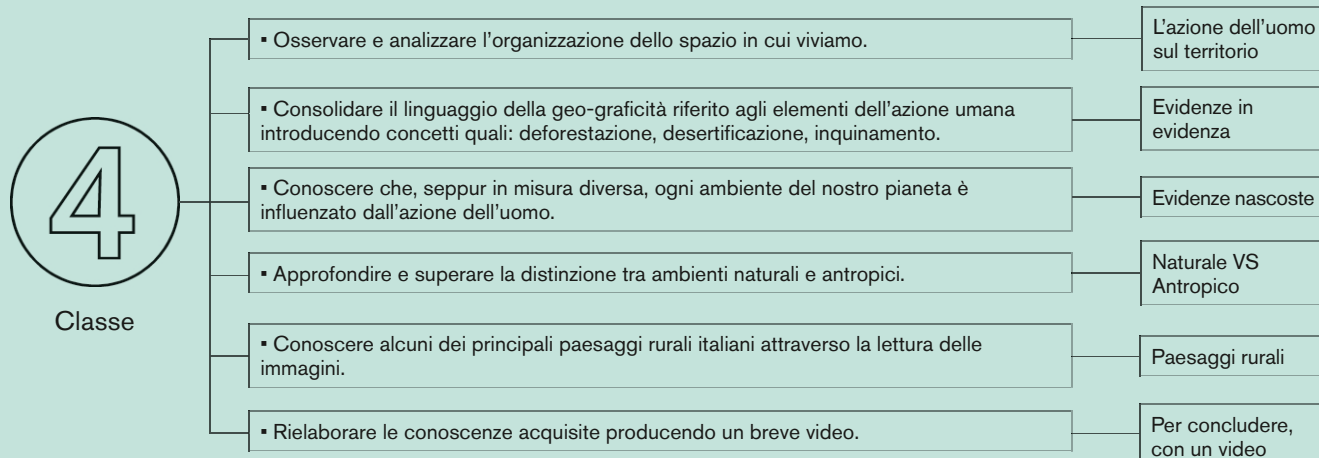 4
Classe
▪ Osservare e analizzare l'organizzazione dello spazio in cui viviamo.
L'azione dell'uomo
sul territorio
▪ Consolidare il linguaggio della geo-graficità riferito agli elementi dell'azione umana
introducendo concetti quali: deforestazione, desertificazione, inquinamento.
Evidenze in
evidenza
▪ Conoscere che, seppur in misura diversa, ogni ambiente del nostro pianeta è
influenzato dall'azione dell'uomo.
Evidenze nascoste
▪ Approfondire e superare la distinzione tra ambienti naturali e antropici.
Naturale VS
Antropico
▪ Conoscere alcuni dei principali paesaggi rurali italiani attraverso la lettura delle
immagini.
Paesaggi rurali
▪ Rielaborare le conoscenze acquisite producendo un breve video.
Per concludere,
con un video